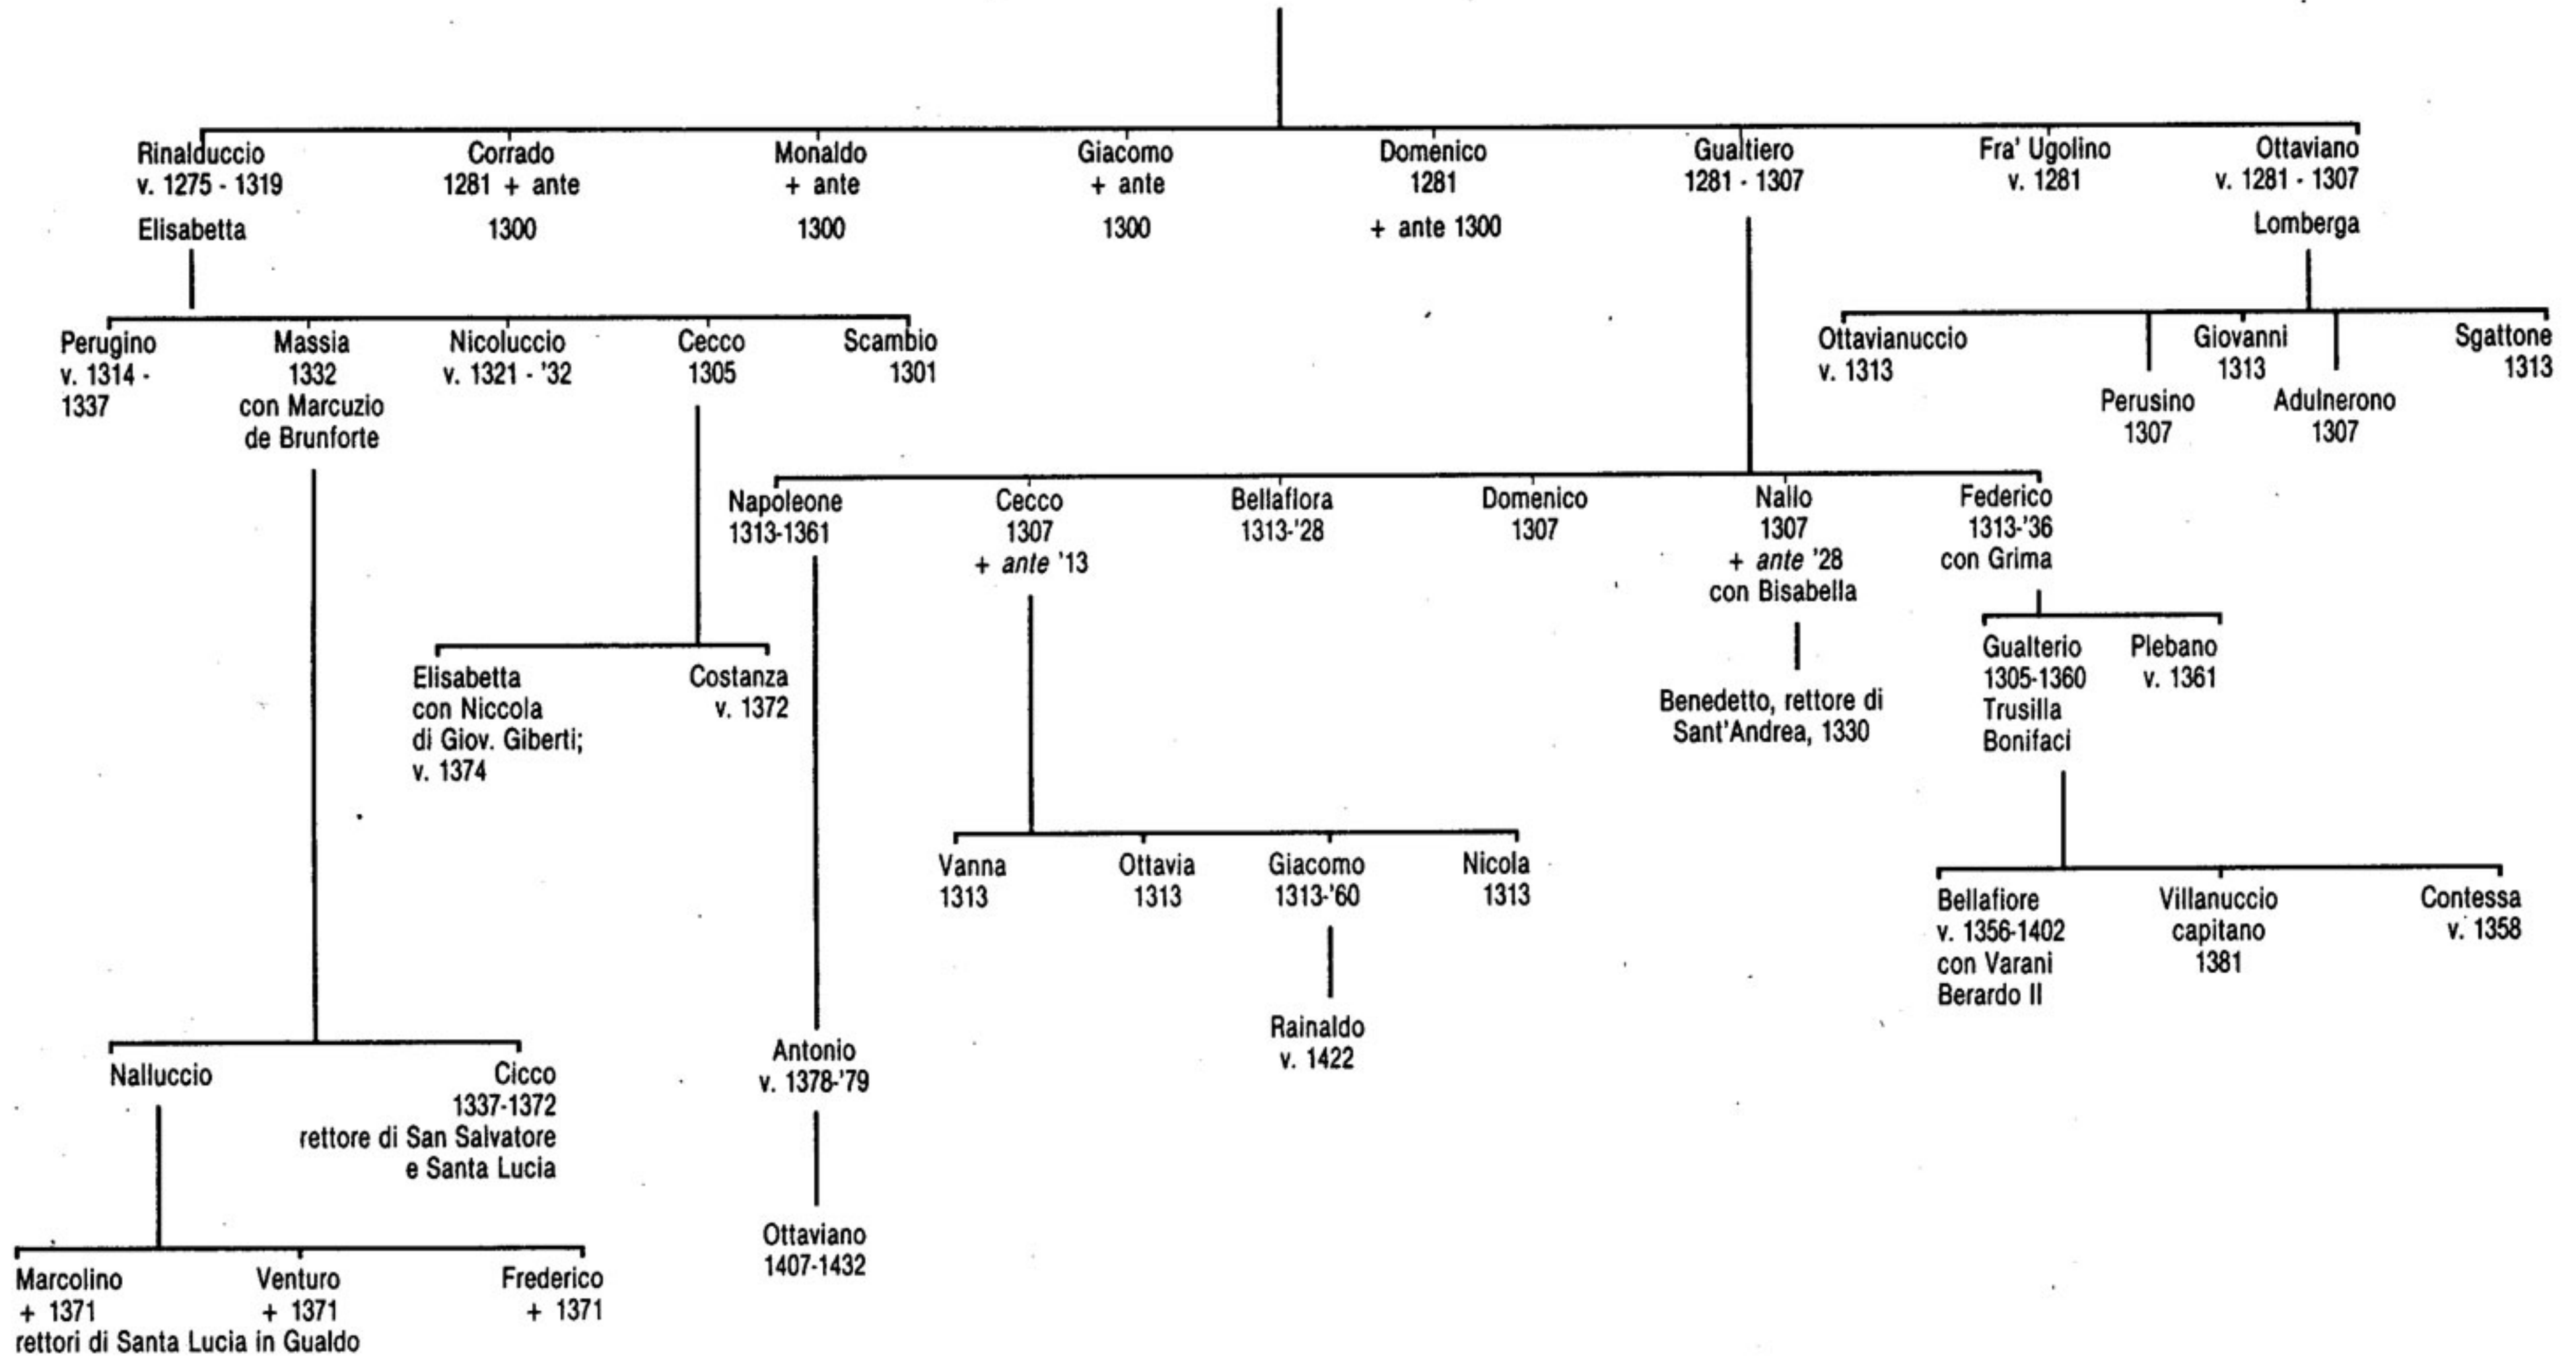 Rinalduccio
v. 1275 - 1319
Elisabetta
Corrado
1281 + ante
1300
Monaldo
+ ante
1300
Giacomo
+ ante
1300
Domenico
1281
+ ante 1300
Gualtiero
1281 - 1307
Fra' Ugolino
v. 1281
Ottaviano
v. 1281 - 1307
Lomberga
Perugino
v. 1314 -
1337
Massia
1332
con Marcuzio
de Brunforte
Nicoluccio
v. 1321 - '32
Cecco
1305
Scambio
1301
Ottavianuccio
v. 1313
Perusino
1307
Giovanni
1313
Adulnerono
1307
Sgattone
1313
Napoleone
1313-1361
Cecco
1307
+ ante '13
Bellaflora
1313-'28
Domenico
1307
Nallo
1307
+ ante '28
con Bisabella
Federico
1313-'36
con Grima
Elisabetta
con Niccola
di Giov. Giberti;
v. 1374
Costanza
v. 1372
Benedetto, rettore di
Sant'Andrea, 1330
Gualterio
1305-1360
Trusilla
Bonifaci
Plebano
v. 1361
Vanna
1313
Ottavia
1313
Giacomo
1313-'60
Nicola
1313
Bellafiore
v. 1356-1402
con Varani
Berardo II
Villanuccio
capitano
1381
Contessa
v. 1358
Nalluccio
Cicco
1337-1372
rettore di San Salvatore
e Santa Lucia
Antonio
v. 1378-'79
Rainaldo
v. 1422
Ottaviano
1407-1432
Marcolino
+ 1371
Venturo
+ 1371
Frederico
+ 1371
rettori di Santa Lucia in Gualdo